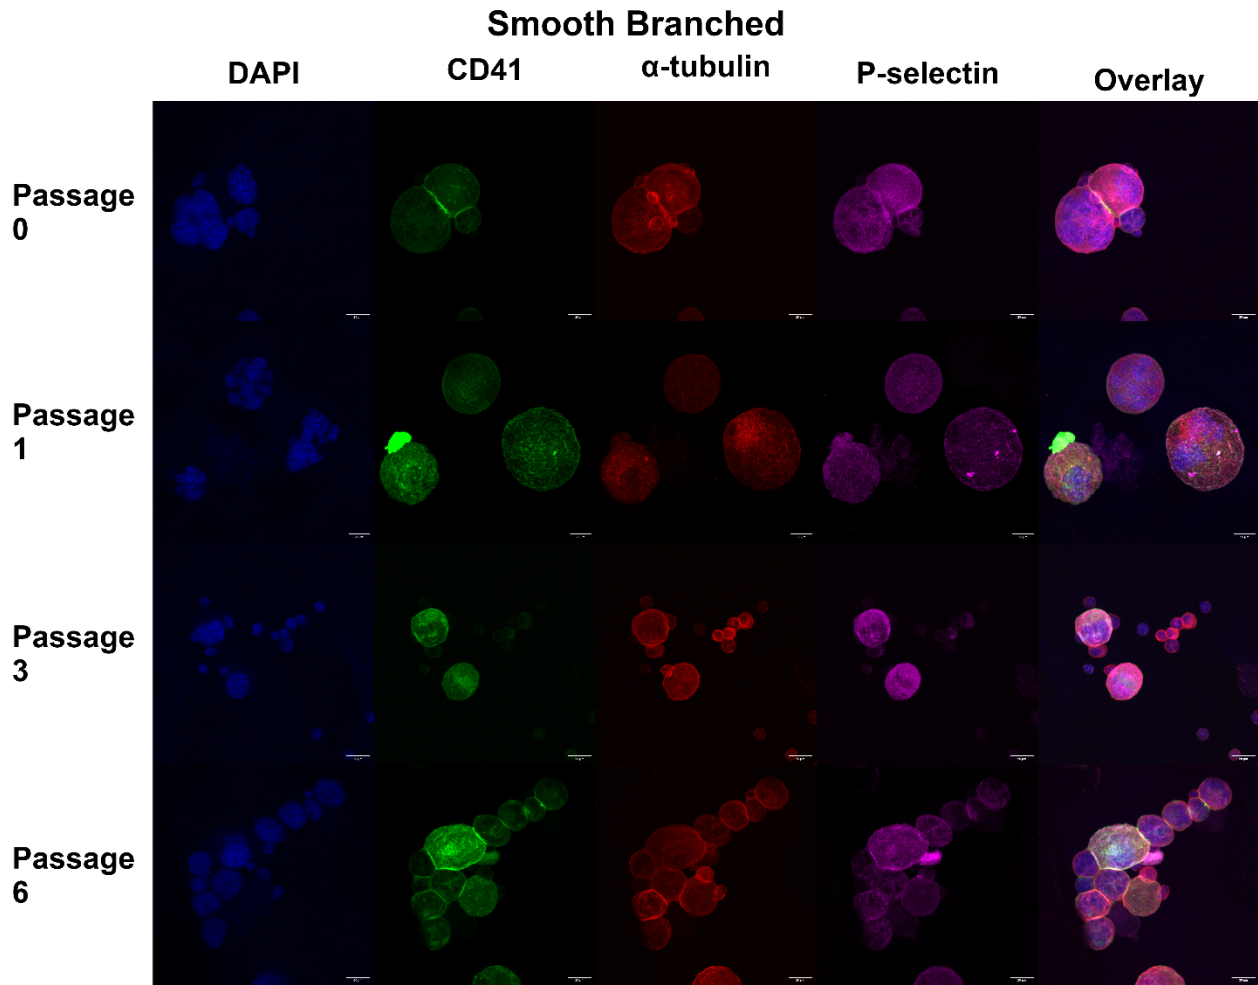 Smooth Branched
DAPI CD41 α-tubulin P-selectin Overlay
Passage
0
Passage
1
Passage
3
Passage
6